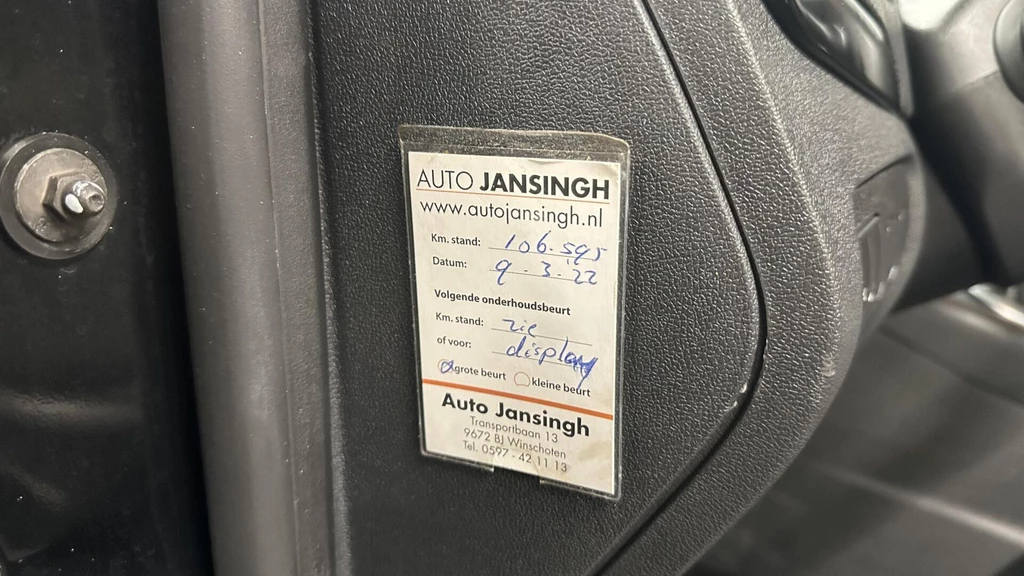 AUTO JANSINGH
www.autojansingh.nl
Km. stand: 106.595
Datum: 9-3-'22
Volgende onderhoudsbeurt
Km. stand: zie
of voor: display
grote beurt kleine beurt
Auto Jansingh
Transportbaan 13
9672 BJ Winschoten
Tel. 0597 - 42 11 13